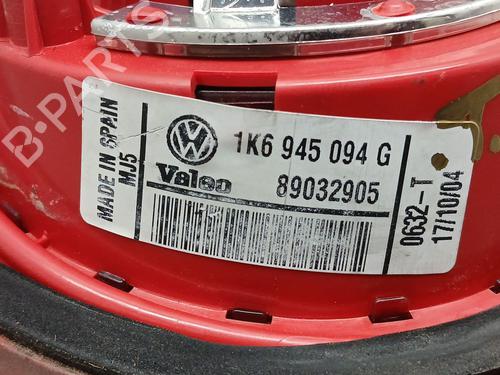 B-PARTS
MADE IN SPAIN
MJ5
VW
1K6 945 094 G
Valeo
89032905
0632-T
17/10/04